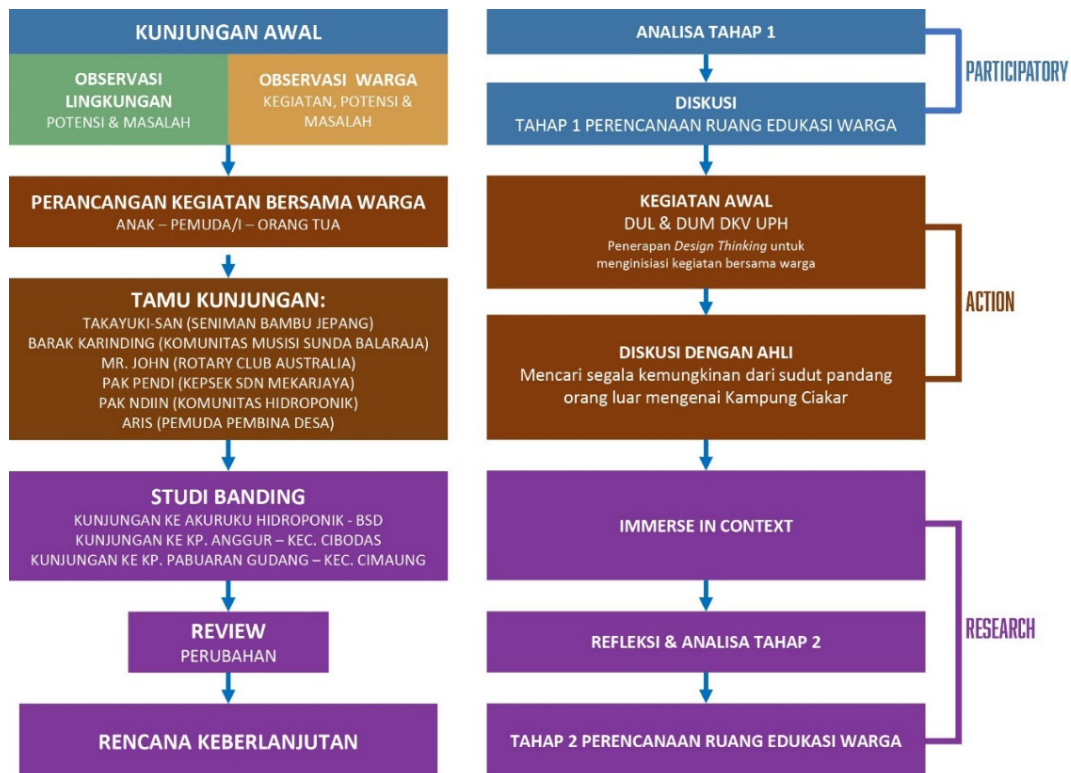 KUNJUNGAN AWAL
OBSERVASI
LINGKUNGAN
POTENSI & MASALAH
OBSERVASI WARGA
KEGIATAN, POTENSI &
MASALAH
PERANCANGAN KEGIATAN BERSAMA WARGA
ANAK – PEMUDA/I – ORANG TUA
TAMU KUNJUNGAN:
TAKAYUKI-SAN (SENIMAN BAMBU JEPANG)
BARAK KARINDING (KOMUNITAS MUSISI SUNDA BALARAJA)
MR. JOHN (ROTARY CLUB AUSTRALIA)
PAK PENDI (KEPSEK SDN MEKARJAYA)
PAK NDIIN (KOMUNITAS HIDROPONIK)
ARIS (PEMUDA PEMBINA DESA)
STUDI BANDING
KUNJUNGAN KE AKURUKU HIDROPONIK - BSD
KUNJUNGAN KE KP. ANGGUR – KEC. CIBODAS
KUNJUNGAN KE KP. PABUARAN GUDANG – KEC. CIMAUNG
REVIEW
PERUBAHAN
RENCANA KEBERLANJUTAN
ANALISA TAHAP 1
DISKUSI
TAHAP 1 PERENCANAAN RUANG EDUKASI WARGA
PARTICIPATORY
KEGIATAN AWAL
DUL & DUM DKV UPH
Penerapan Design Thinking untuk
menginisiasi kegiatan bersama warga
DISKUSI DENGAN AHLI
Mencari segala kemungkinan dari sudut pandang
orang luar mengenai Kampung Ciakar
ACTION
IMMERSE IN CONTEXT
REFLEKSI & ANALISA TAHAP 2
TAHAP 2 PERENCANAAN RUANG EDUKASI WARGA
RESEARCH